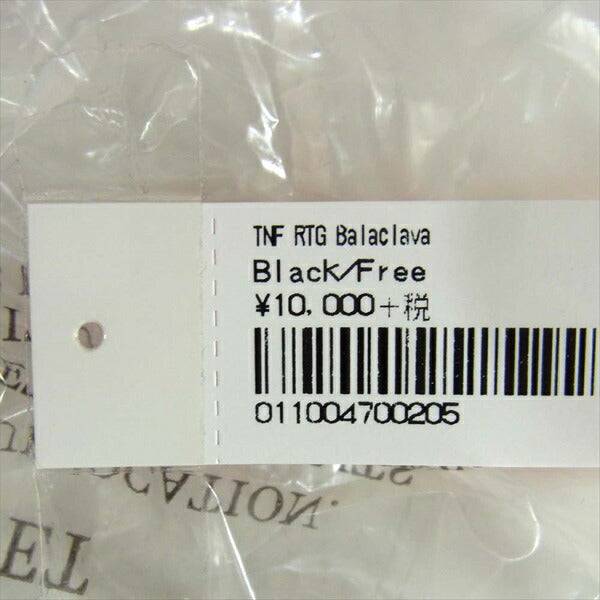 TNF RTG Balaclava
Black/Free
¥10,000+税
011004700205